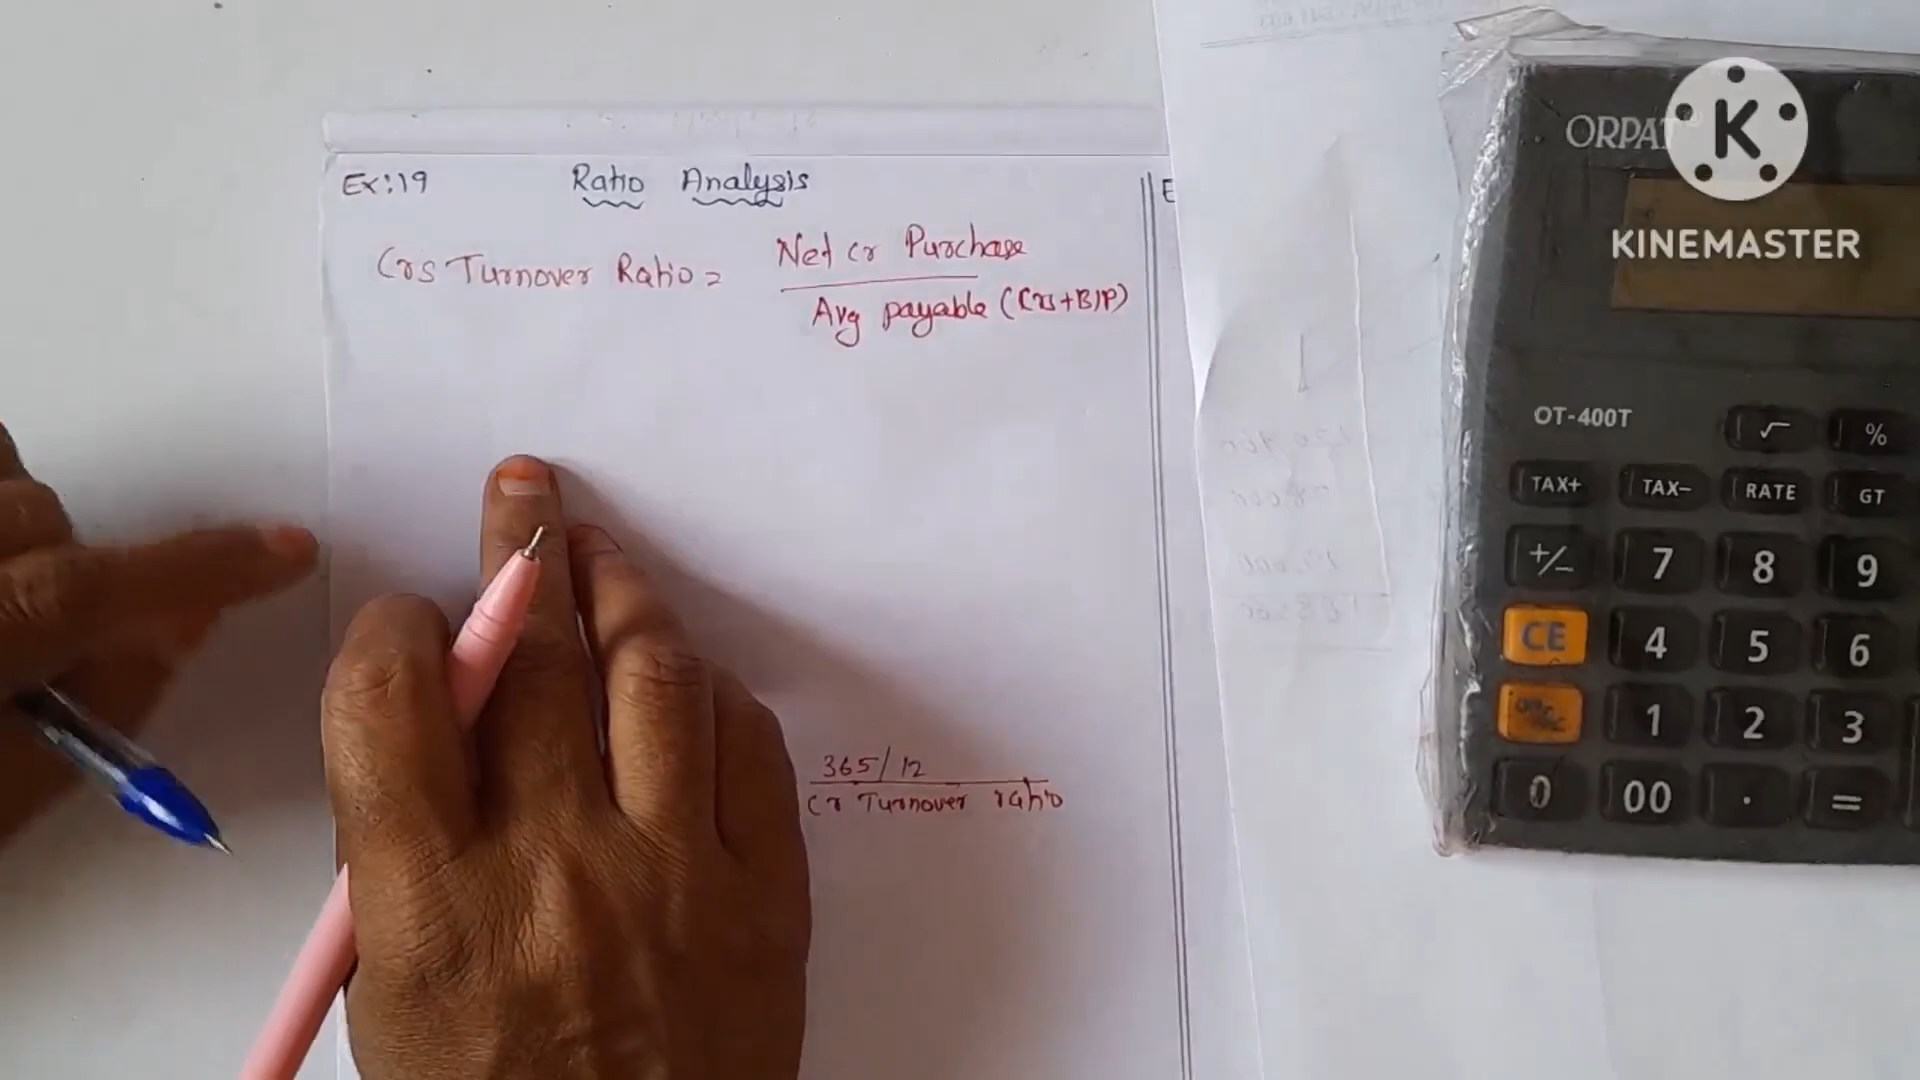 Ex:19 Ratio Analysis
Crs Turnover Ratio = Net cr Purchase
Avg payable (Crs+B/P)
365/12
Cr Turnover ratio
E
ORPAT
K
KINEMASTER
OT-400T
√ %
TAX+ TAX- RATE GT
+/- 7 8 9
CE 4 5 6
1 2 3
0 00 . =